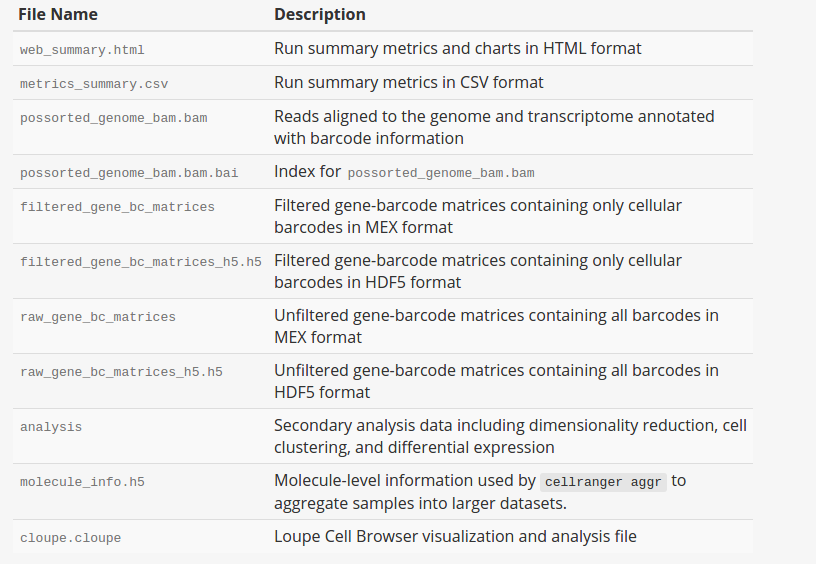 File Name Description
web_summary.html Run summary metrics and charts in HTML format
metrics_summary.csv Run summary metrics in CSV format
possorted_genome_bam.bam Reads aligned to the genome and transcriptome annotated
with barcode information
possorted_genome_bam.bam.bai Index for possorted_genome_bam.bam
filtered_gene_bc_matrices Filtered gene-barcode matrices containing only cellular
barcodes in MEX format
filtered_gene_bc_matrices_h5.h5 Filtered gene-barcode matrices containing only cellular
barcodes in HDF5 format
raw_gene_bc_matrices Unfiltered gene-barcode matrices containing all barcodes in
MEX format
raw_gene_bc_matrices_h5.h5 Unfiltered gene-barcode matrices containing all barcodes in
HDF5 format
analysis Secondary analysis data including dimensionality reduction, cell
clustering, and differential expression
molecule_info.h5 Molecule-level information used by cellranger aggr to
aggregate samples into larger datasets.
cloupe.cloupe Loupe Cell Browser visualization and analysis file